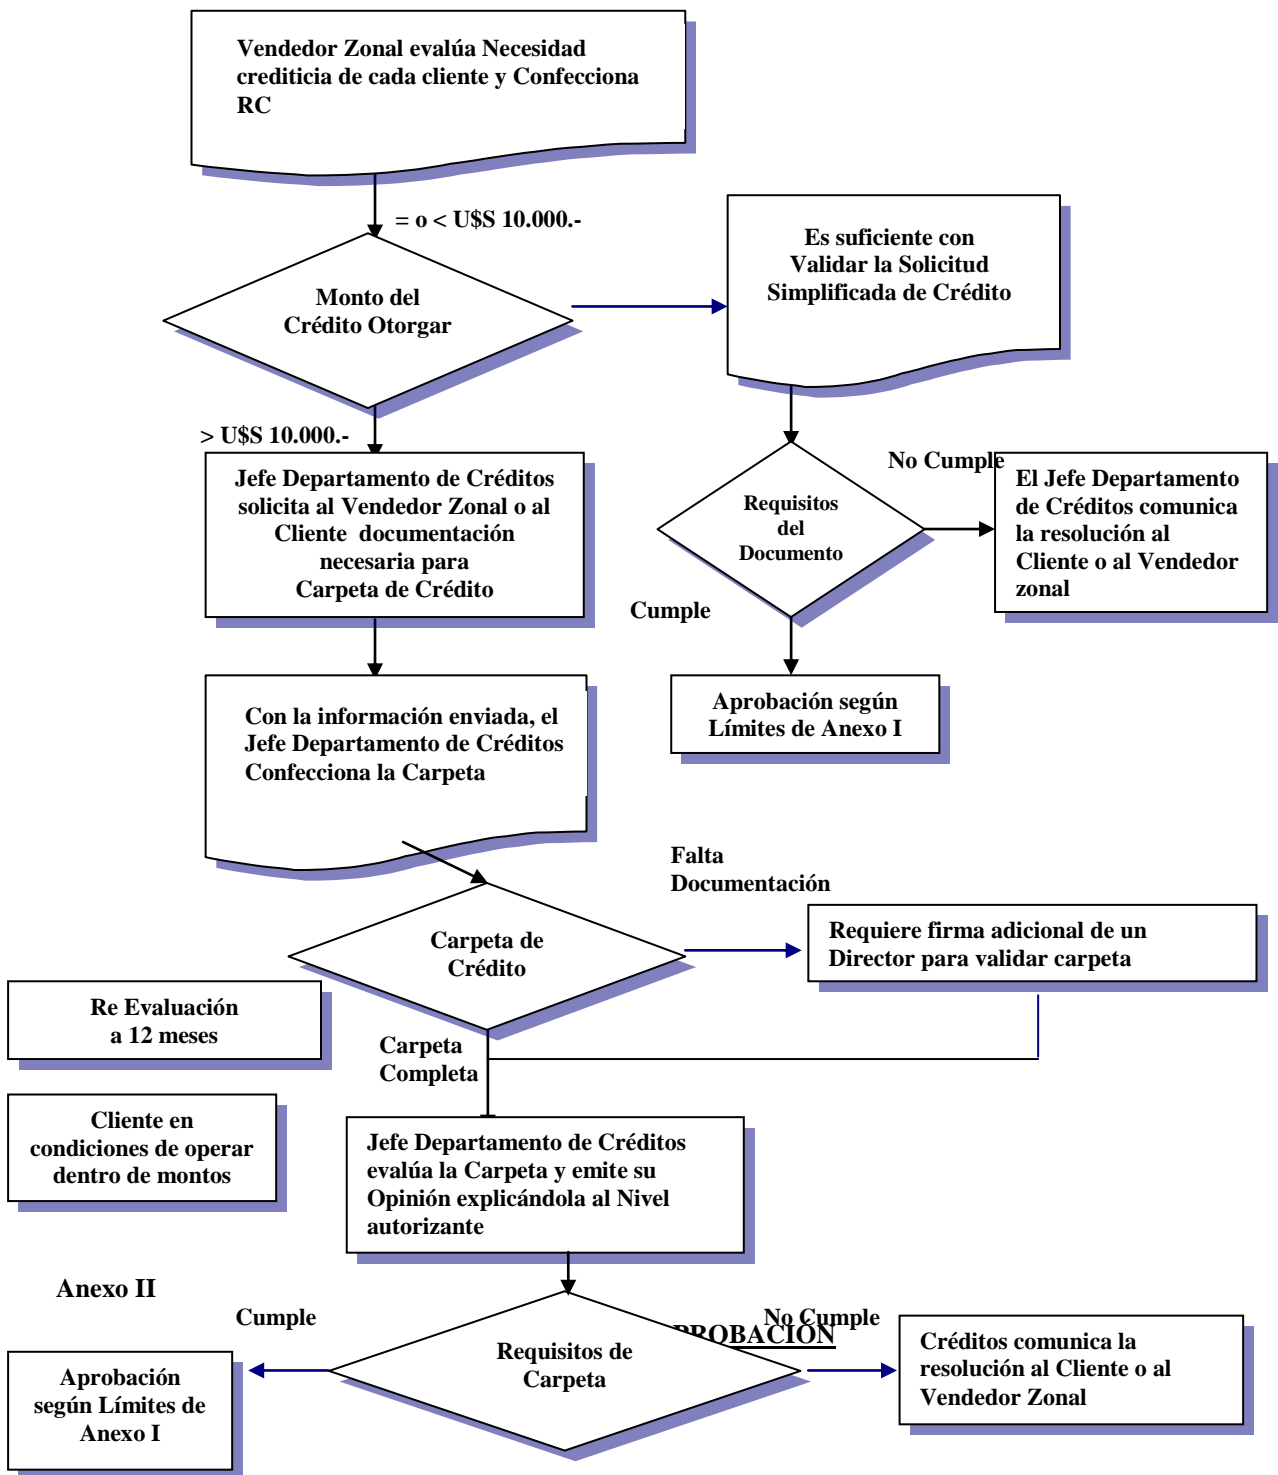 Vendedor Zonal evalúa Necesidad
crediticia de cada cliente y Confecciona
RC
= o < U$S 10.000.-
Es suficiente con
Validar la Solicitud
Simplificada de Crédito
Monto del
Crédito Otorgar
> U$S 10.000.-
Jefe Departamento de Créditos
solicita al Vendedor Zonal o al
Cliente documentación
necesaria para
Carpeta de Crédito
No Cumple
Requisitos
del
Documento
El Jefe Departamento
de Créditos comunica
la resolución al
Cliente o al Vendedor
zonal
Cumple
Con la información enviada, el
Jefe Departamento de Créditos
Confecciona la Carpeta
Aprobación según
Límites de Anexo I
Falta
Documentación
Carpeta de
Crédito
Requiere firma adicional de un
Director para validar carpeta
Re Evaluación
a 12 meses
Carpeta
Completa
Cliente en
condiciones de operar
dentro de montos
Jefe Departamento de Créditos
evalúa la Carpeta y emite su
Opinión explicándola al Nivel
autorizante
Anexo II
Cumple
No Cumple
PROBACIÓN
Requisitos de
Carpeta
Créditos comunica la
resolución al Cliente o al
Vendedor Zonal
Aprobación
según Límites de
Anexo I